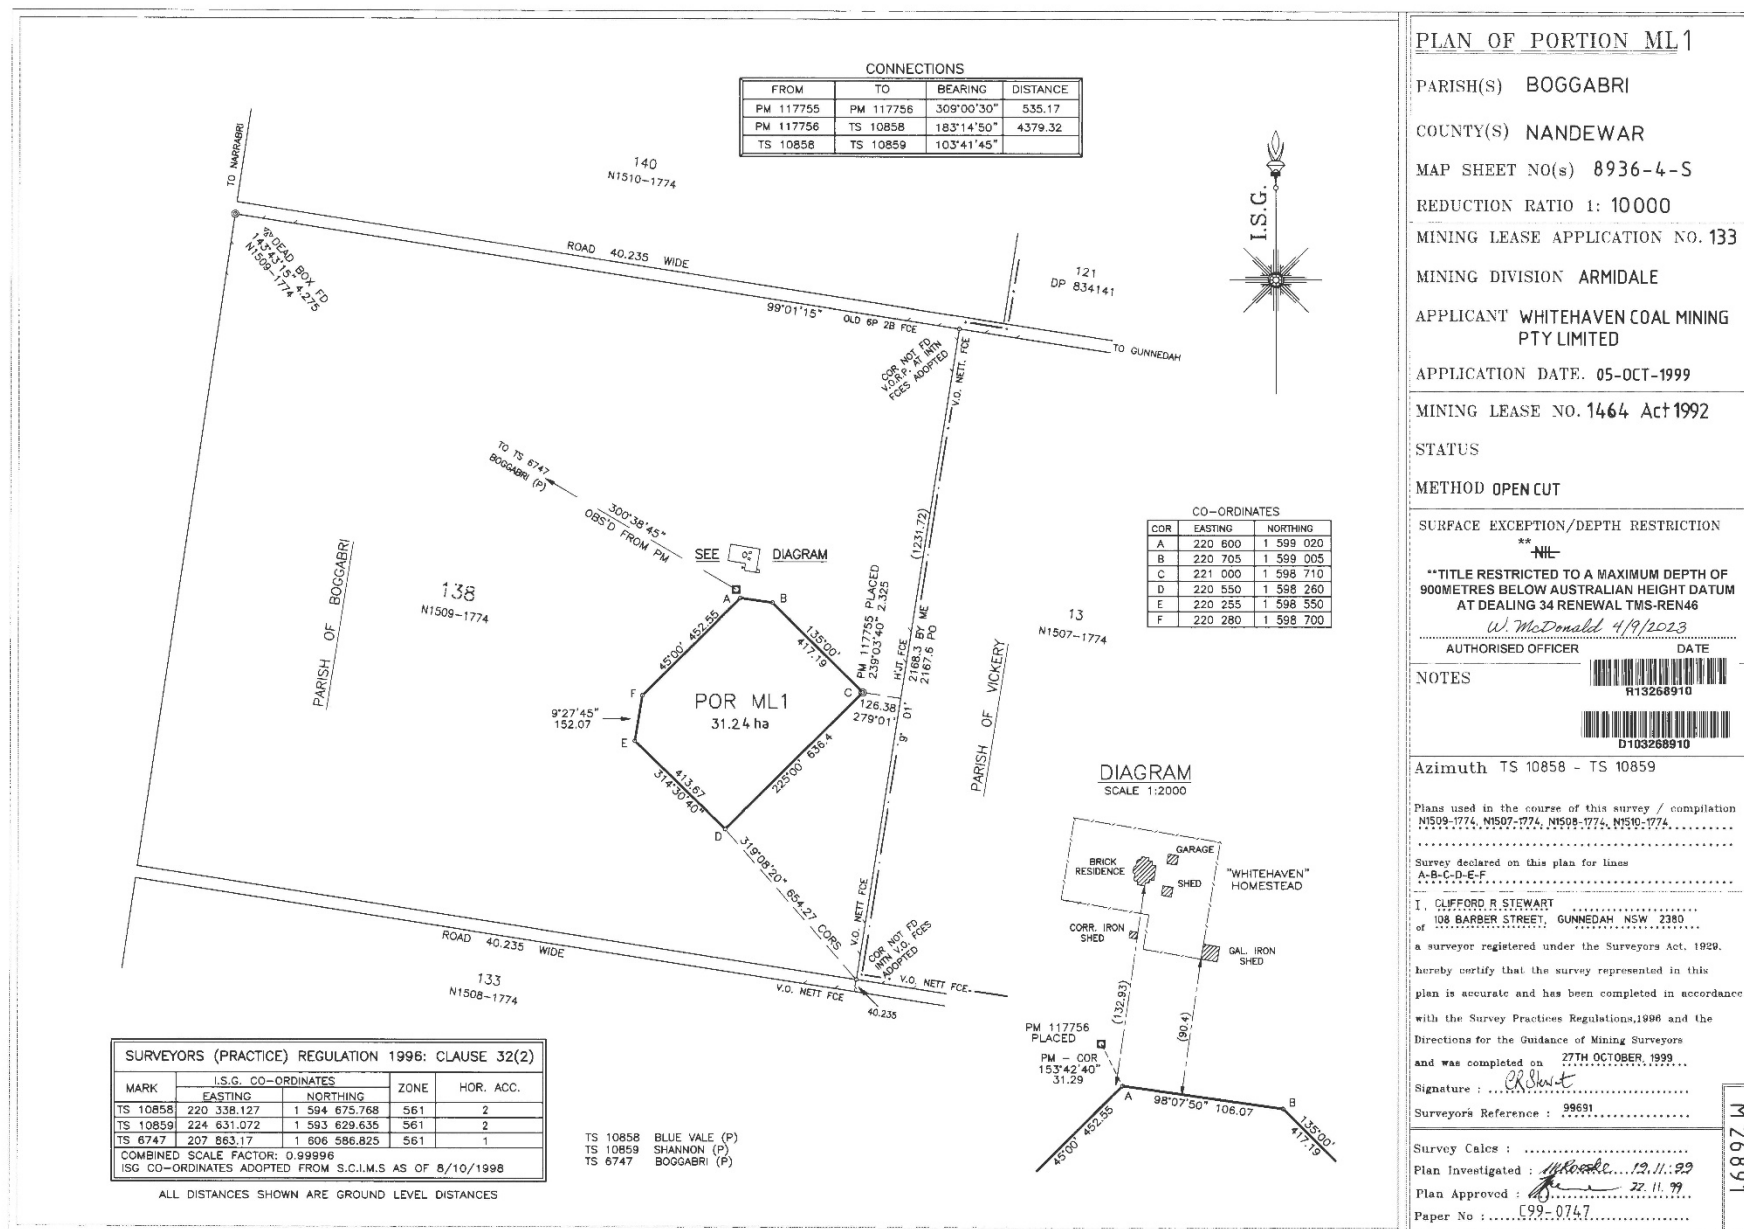 CONNECTIONS
FROM TO BEARING DISTANCE
PM 117755 PM 117756 309°00'30" 535.17
PM 117756 TS 10858 183°14'50" 4379.32
TS 10858 TS 10859 103°41'45"
TO NARRABRI
140
N1510-1774
DEAD BOX FD
143°43'15" 4.275
N1509-1774
ROAD 40.235 WIDE
99°01'15"
OLD 6P 2B FCE
121
DP 834141
TO GUNNEDAH
COR NOT FD
V.O.R.P. AT INTN
FCES ADOPTED
V.O. NETT. FCE
I.S.G.
TO TS 6747
BOGGABRI (P)
300°38'45"
OBS'D FROM PM
SEE DIAGRAM
PARISH OF BOGGABRI
138
N1509-1774
A
B
45°00' 452.55
135°00'
417.19
PM 117755 PLACED
239°03'40" 2.325
(1231.72)
H'JT FCE
2168.3 BY ME
2167.6 PO
13
N1507-1774
PARISH OF VICKERY
F
POR ML1
31.24 ha
C
126.38
279°01'
9° 01'
9°27'45"
152.07
E
413.67
314°30'40"
225°00' 636.4
D
319°08'20" 654.27 CORS
V.O. NETT FCE
COR NOT FD
INTN V.O. FCES
ADOPTED
ROAD 40.235 WIDE
V.O. NETT FCE
V.O. NETT FCE
40.235
133
N1508-1774
CO-ORDINATES
COR EASTING NORTHING
A 220 600 1 599 020
B 220 705 1 599 005
C 221 000 1 598 710
D 220 550 1 598 260
E 220 255 1 598 550
F 220 280 1 598 700
DIAGRAM
SCALE 1:2000
GARAGE
BRICK
RESIDENCE
SHED
"WHITEHAVEN"
HOMESTEAD
CORR. IRON
SHED
GAL. IRON
SHED
(132.93)
(90.4)
PM 117756
PLACED
PM - COR
153°42'40"
31.29
A
98°07'50" 106.07
B
45°00' 452.55
135°00'
417.19
SURVEYORS (PRACTICE) REGULATION 1996: CLAUSE 32(2)
MARK I.S.G. CO-ORDINATES ZONE HOR. ACC.
EASTING NORTHING
TS 10858 220 338.127 1 594 675.768 561 2
TS 10859 224 631.072 1 593 629.635 561 2
TS 6747 207 863.17 1 606 586.825 561 1
COMBINED SCALE FACTOR: 0.99996
ISG CO-ORDINATES ADOPTED FROM S.C.I.M.S AS OF 8/10/1998
ALL DISTANCES SHOWN ARE GROUND LEVEL DISTANCES
TS 10858 BLUE VALE (P)
TS 10859 SHANNON (P)
TS 6747 BOGGABRI (P)
PLAN OF PORTION ML1
PARISH(S) BOGGABRI
COUNTY(S) NANDEWAR
MAP SHEET NO(s) 8936-4-S
REDUCTION RATIO 1: 10000
MINING LEASE APPLICATION NO. 133
MINING DIVISION ARMIDALE
APPLICANT WHITEHAVEN COAL MINING
PTY LIMITED
APPLICATION DATE. 05-OCT-1999
MINING LEASE NO. 1464 Act 1992
STATUS
METHOD OPEN CUT
SURFACE EXCEPTION/DEPTH RESTRICTION
** NIL
**TITLE RESTRICTED TO A MAXIMUM DEPTH OF
900METRES BELOW AUSTRALIAN HEIGHT DATUM
AT DEALING 34 RENEWAL TMS-REN46
W. McDonald 4/9/2023
AUTHORISED OFFICER DATE
NOTES
R13268910
D103268910
Azimuth TS 10858 - TS 10859
Plans used in the course of this survey / compilation
N1509-1774, N1507-1774, N1508-1774, N1510-1774
Survey declared on this plan for lines
A-B-C-D-E-F
I, CLIFFORD R STEWART
of 108 BARBER STREET, GUNNEDAH NSW 2380
a surveyor registered under the Surveyors Act. 1929.
hereby certify that the survey represented in this
plan is accurate and has been completed in accordance
with the Survey Practices Regulations,1996 and the
Directions for the Guidance of Mining Surveyors
and was completed on 27TH OCTOBER, 1999
Signature :
Surveyors Reference : 99691
Survey Calcs :
Plan Investigated : 19.11.99
Plan Approved : 22.11.99
Paper No : C99-0747
M 26891